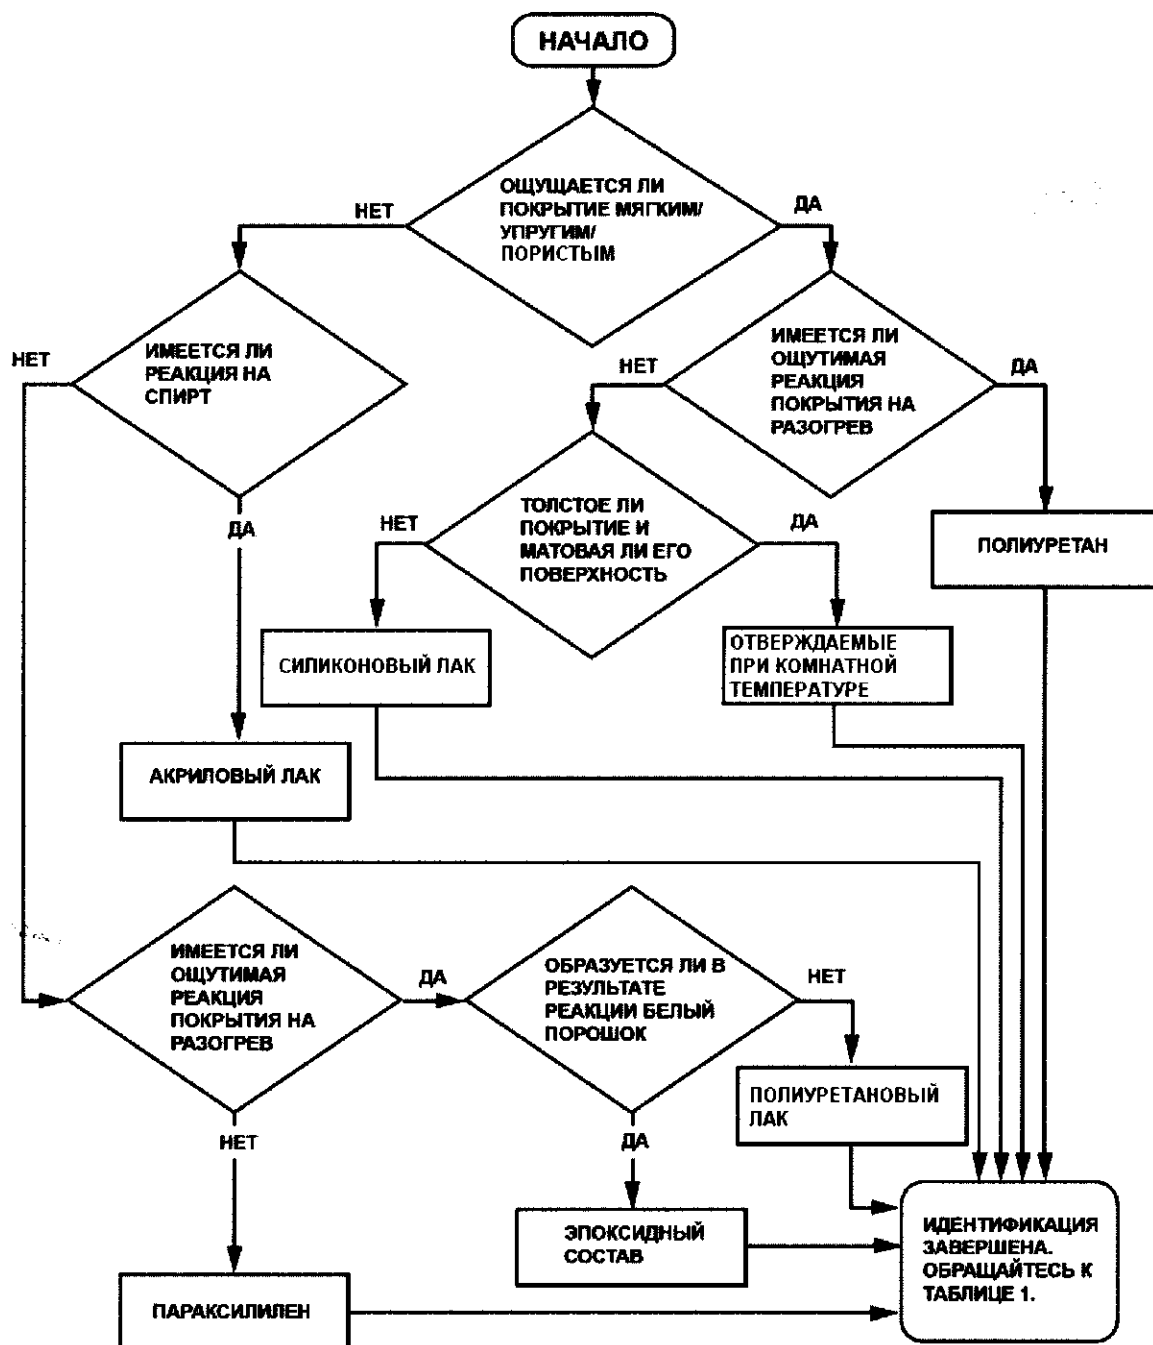 НАЧАЛО
ОЩУЩАЕТСЯ ЛИ
ПОКРЫТИЕ МЯГКИМ/
УПРУГИМ/
ПОРИСТЫМ
НЕТ
ДА
ИМЕЕТСЯ ЛИ
РЕАКЦИЯ НА
СПИРТ
НЕТ
ДА
ИМЕЕТСЯ ЛИ
ОЩУТИМАЯ
РЕАКЦИЯ
ПОКРЫТИЯ НА
РАЗОГРЕВ
НЕТ
ДА
ТОЛСТОЕ ЛИ
ПОКРЫТИЕ И
МАТОВАЯ ЛИ ЕГО
ПОВЕРХНОСТЬ
НЕТ
ДА
ПОЛИУРЕТАН
СИЛИКОНОВЫЙ ЛАК
ОТВЕРЖДАЕМЫЕ
ПРИ КОМНАТНОЙ
ТЕМПЕРАТУРЕ
АКРИЛОВЫЙ ЛАК
ИМЕЕТСЯ ЛИ
ОЩУТИМАЯ
РЕАКЦИЯ
ПОКРЫТИЯ НА
РАЗОГРЕВ
ДА
НЕТ
ОБРАЗУЕТСЯ ЛИ В
РЕЗУЛЬТАТЕ
РЕАКЦИИ БЕЛЫЙ
ПОРОШОК
НЕТ
ДА
ПОЛИУРЕТАНОВЫЙ
ЛАК
ЭПОКСИДНЫЙ
СОСТАВ
ПАРАКСИЛИЛЕН
ИДЕНТИФИКАЦИЯ
ЗАВЕРШЕНА.
ОБРАЩАЙТЕСЬ К
ТАБЛИЦЕ 1.